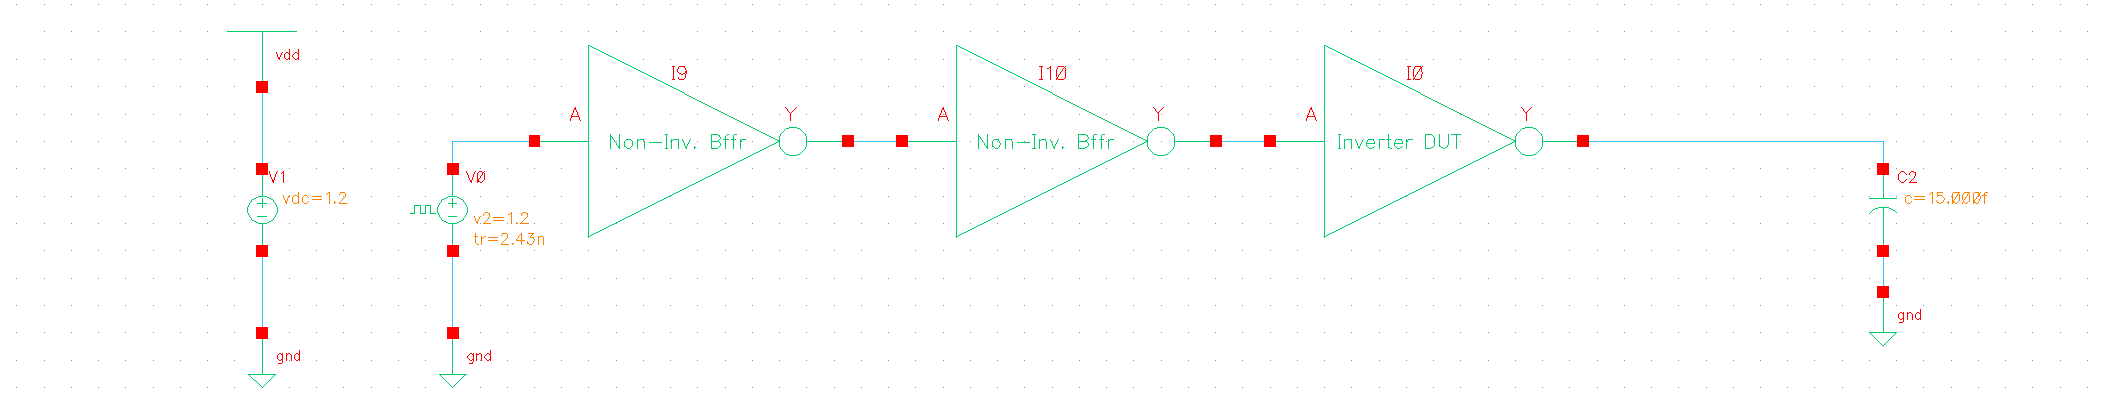 vdd
V1
vdc=1.2
gnd
V0
v2=1.2
tr=2.43n
gnd
I9
A
Y
Non-Inv. Bffr
I10
A
Y
Non-Inv. Bffr
I0
A
Y
Inverter DUT
C2
c=15.000f
gnd